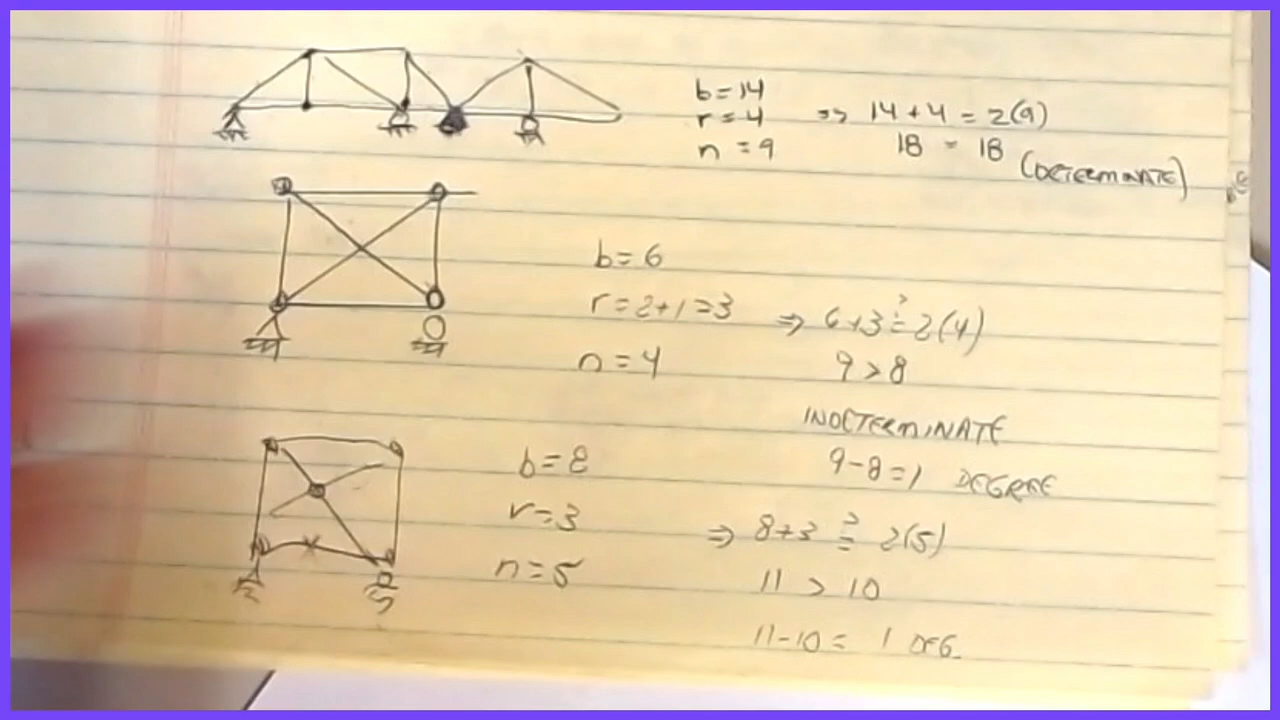 b=14
r=4 => 14+4 = 2(9)
n=9 18 = 18 (DETERMINATE)
b=6
r=2+1=3 => 6+3 ?= 2(4)
n=4 9>8
INDETERMINATE
9-8=1 DEGREE
b=8
r=3 => 8+3 ?= 2(5)
n=5 11 > 10
11-10= 1 DEG.